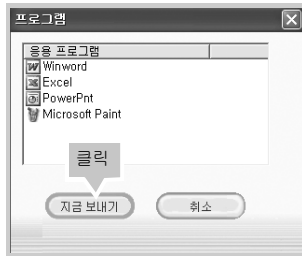 프로그램
응용 프로그램
Winword
Excel
PowerPnt
Microsoft Paint
클릭
지금 보내기
취소